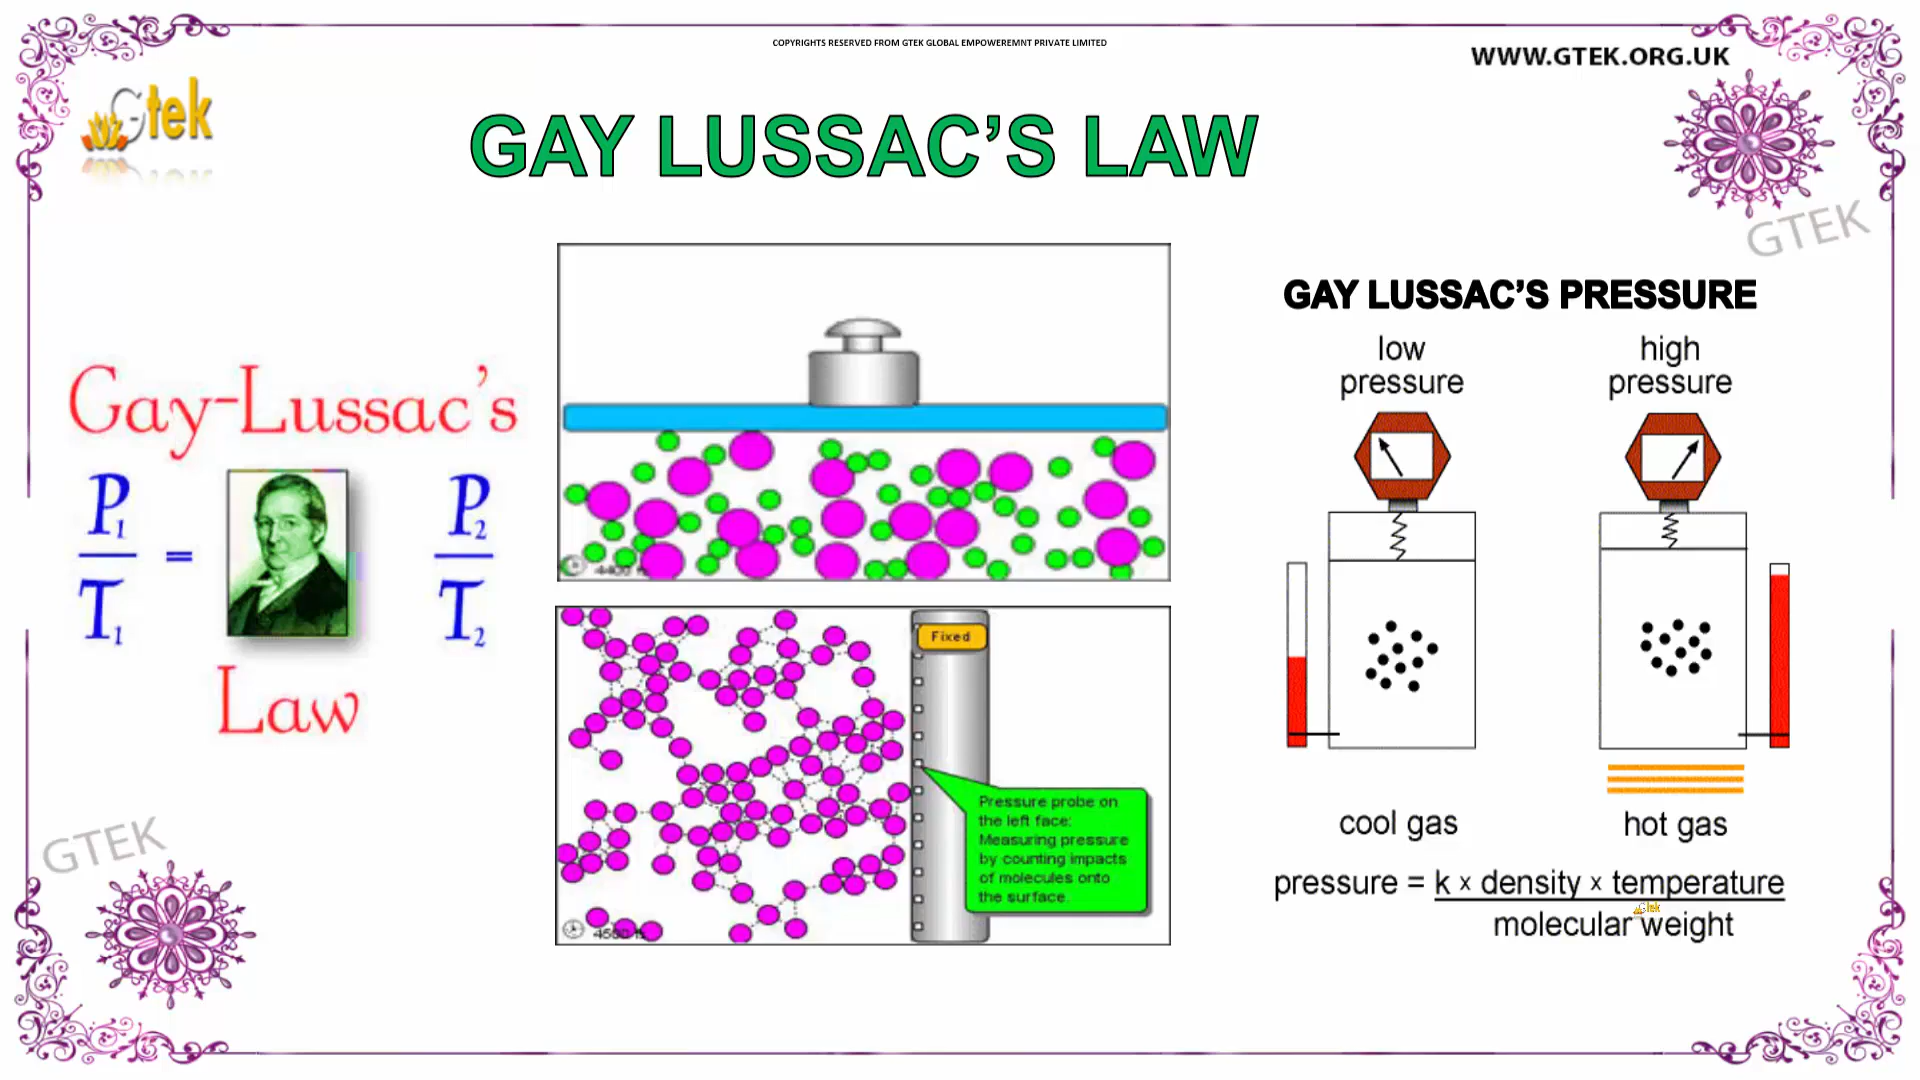 COPYRIGHTS RESERVED FROM GTEK GLOBAL EMPOWEREMNT PRIVATE LIMITED
WWW.GTEK.ORG.UK
Gtek
GAY LUSSAC’S LAW
GTEK
Gay-Lussac’s
P1
T1
=
P2
T2
Law
Fixed
Pressure probe on
the left face:
Measuring pressure
by counting impacts
of molecules onto
the surface.
GAY LUSSAC’S PRESSURE
low
pressure
high
pressure
cool gas
hot gas
pressure = k x density x temperature
molecular weight
Gtek
GTEK